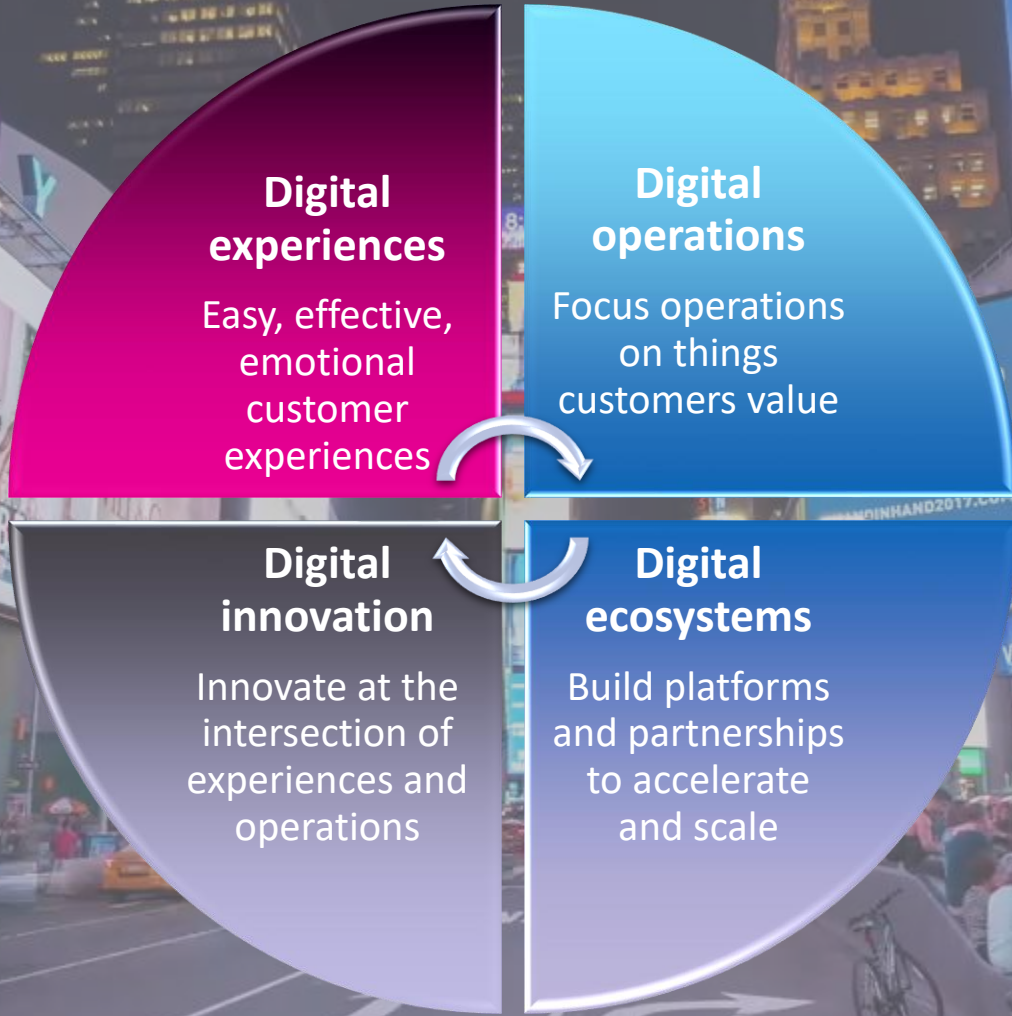 Digital
experiences
Easy, effective,
emotional
customer
experiences
Digital
operations
Focus operations
on things
customers value
Digital
innovation
Innovate at the
intersection of
experiences and
operations
Digital
ecosystems
Build platforms
and partnerships
to accelerate
and scale